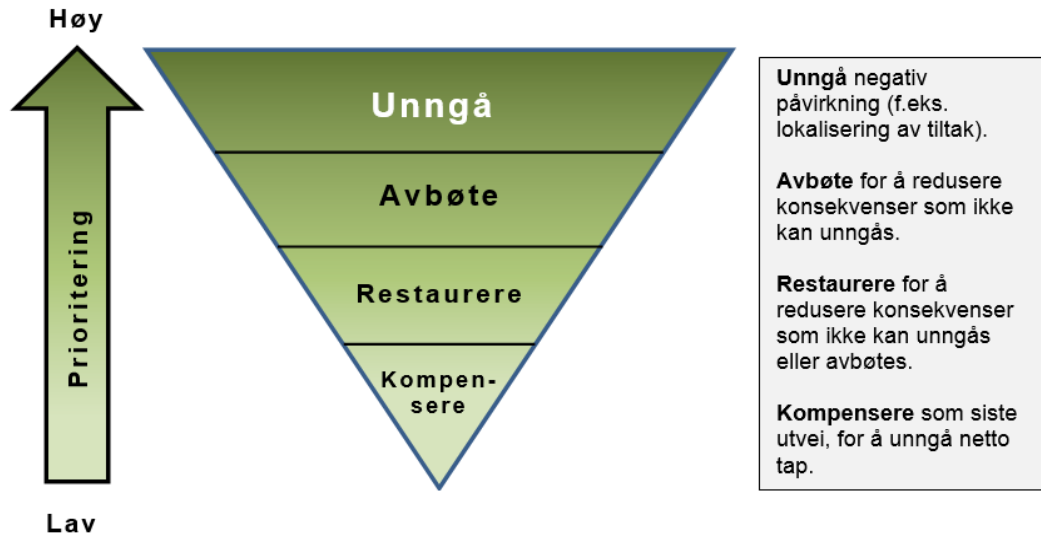 Høy
Prioritering
Lav
Unngå
Avbøte
Restaurere
Kompen-
sere
Unngå negativ
påvirkning (f.eks.
lokalisering av tiltak).
Avbøte for å redusere
konsekvenser som ikke
kan unngås.
Restaurere for å
redusere konsekvenser
som ikke kan unngås
eller avbøtes.
Kompensere som siste
utvei, for å unngå netto
tap.